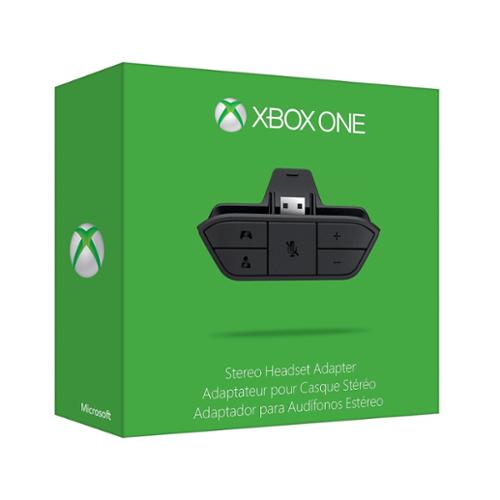 XBOX ONE
+
-
Stereo Headset Adapter
Adaptateur pour Casque Stéréo
Adaptador para Audífonos Estéreo
Microsoft